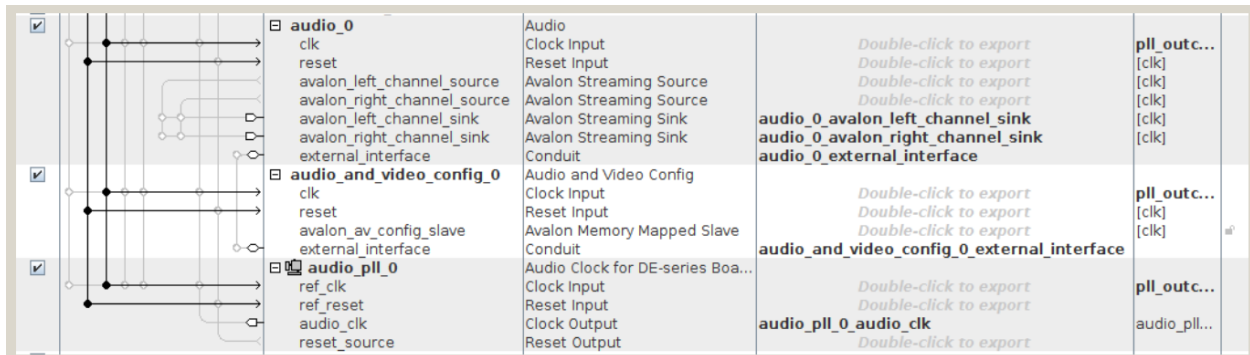 audio_0 Audio
clk Clock Input Double-click to export pll_outc...
reset Reset Input Double-click to export [clk]
avalon_left_channel_source Avalon Streaming Source Double-click to export [clk]
avalon_right_channel_source Avalon Streaming Source Double-click to export [clk]
avalon_left_channel_sink Avalon Streaming Sink audio_0_avalon_left_channel_sink [clk]
avalon_right_channel_sink Avalon Streaming Sink audio_0_avalon_right_channel_sink [clk]
external_interface Conduit audio_0_external_interface
audio_and_video_config_0 Audio and Video Config
clk Clock Input Double-click to export pll_outc...
reset Reset Input Double-click to export [clk]
avalon_av_config_slave Avalon Memory Mapped Slave Double-click to export [clk]
external_interface Conduit audio_and_video_config_0_external_interface
audio_pll_0 Audio Clock for DE-series Boa...
ref_clk Clock Input Double-click to export pll_outc...
ref_reset Reset Input Double-click to export
audio_clk Clock Output audio_pll_0_audio_clk audio_pll...
reset_source Reset Output Double-click to export